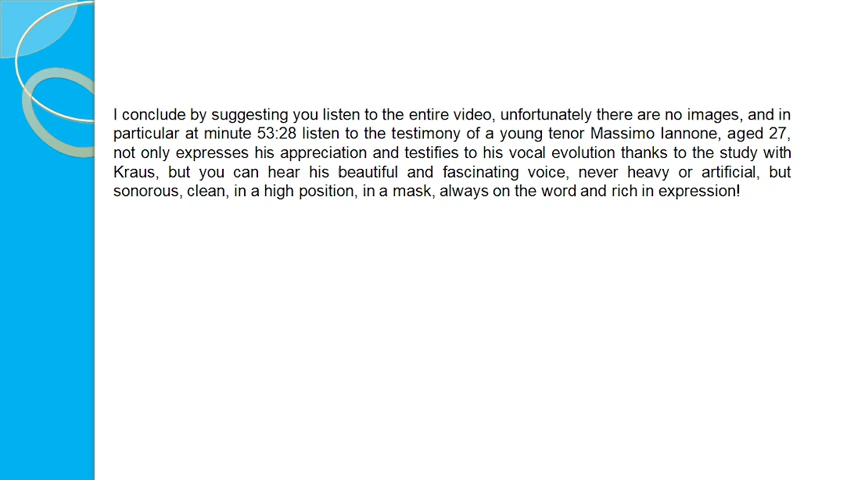 I conclude by suggesting you listen to the entire video, unfortunately there are no images, and in
particular at minute 53:28 listen to the testimony of a young tenor Massimo Iannone, aged 27,
not only expresses his appreciation and testifies to his vocal evolution thanks to the study with
Kraus, but you can hear his beautiful and fascinating voice, never heavy or artificial, but
sonorous, clean, in a high position, in a mask, always on the word and rich in expression!